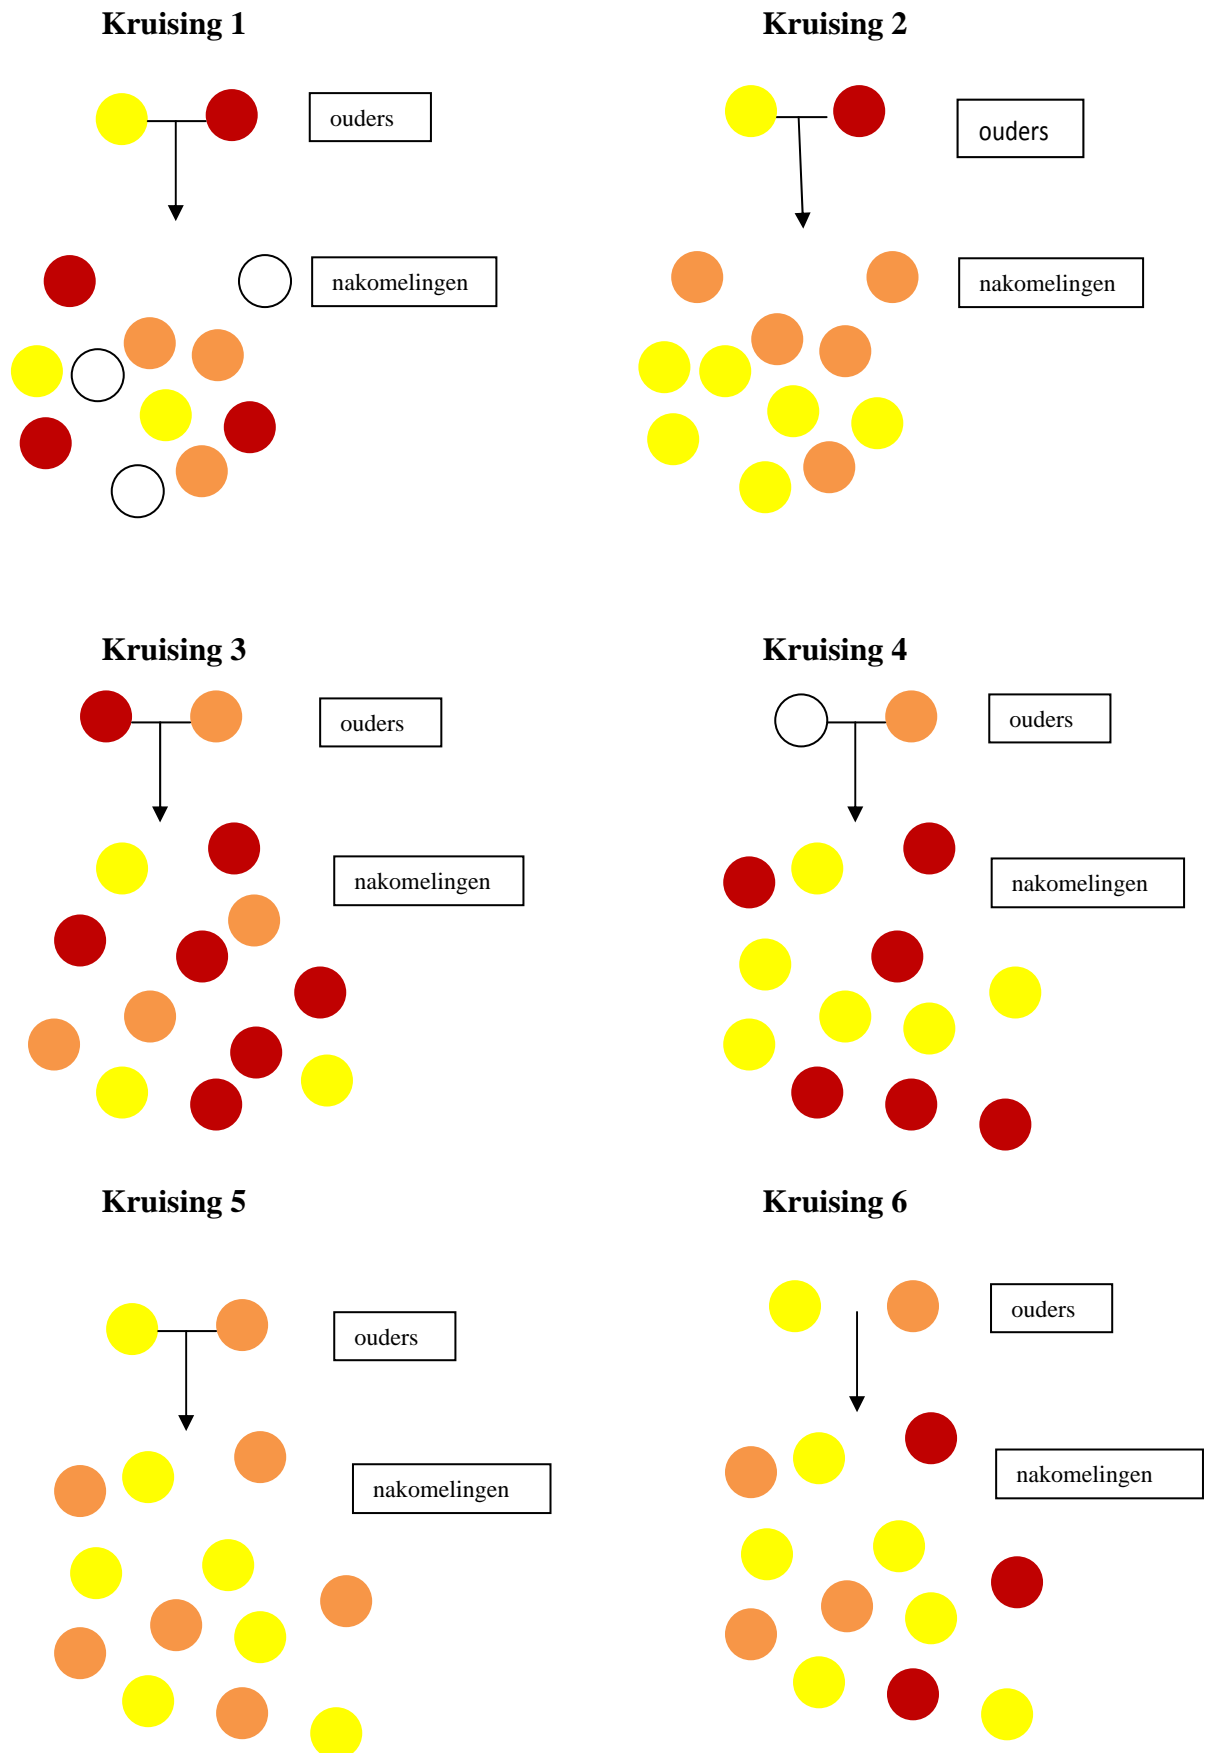 Kruising 1
Kruising 2
ouders
ouders
nakomelingen
nakomelingen
Kruising 3
Kruising 4
ouders
ouders
nakomelingen
nakomelingen
Kruising 5
Kruising 6
ouders
ouders
nakomelingen
nakomelingen